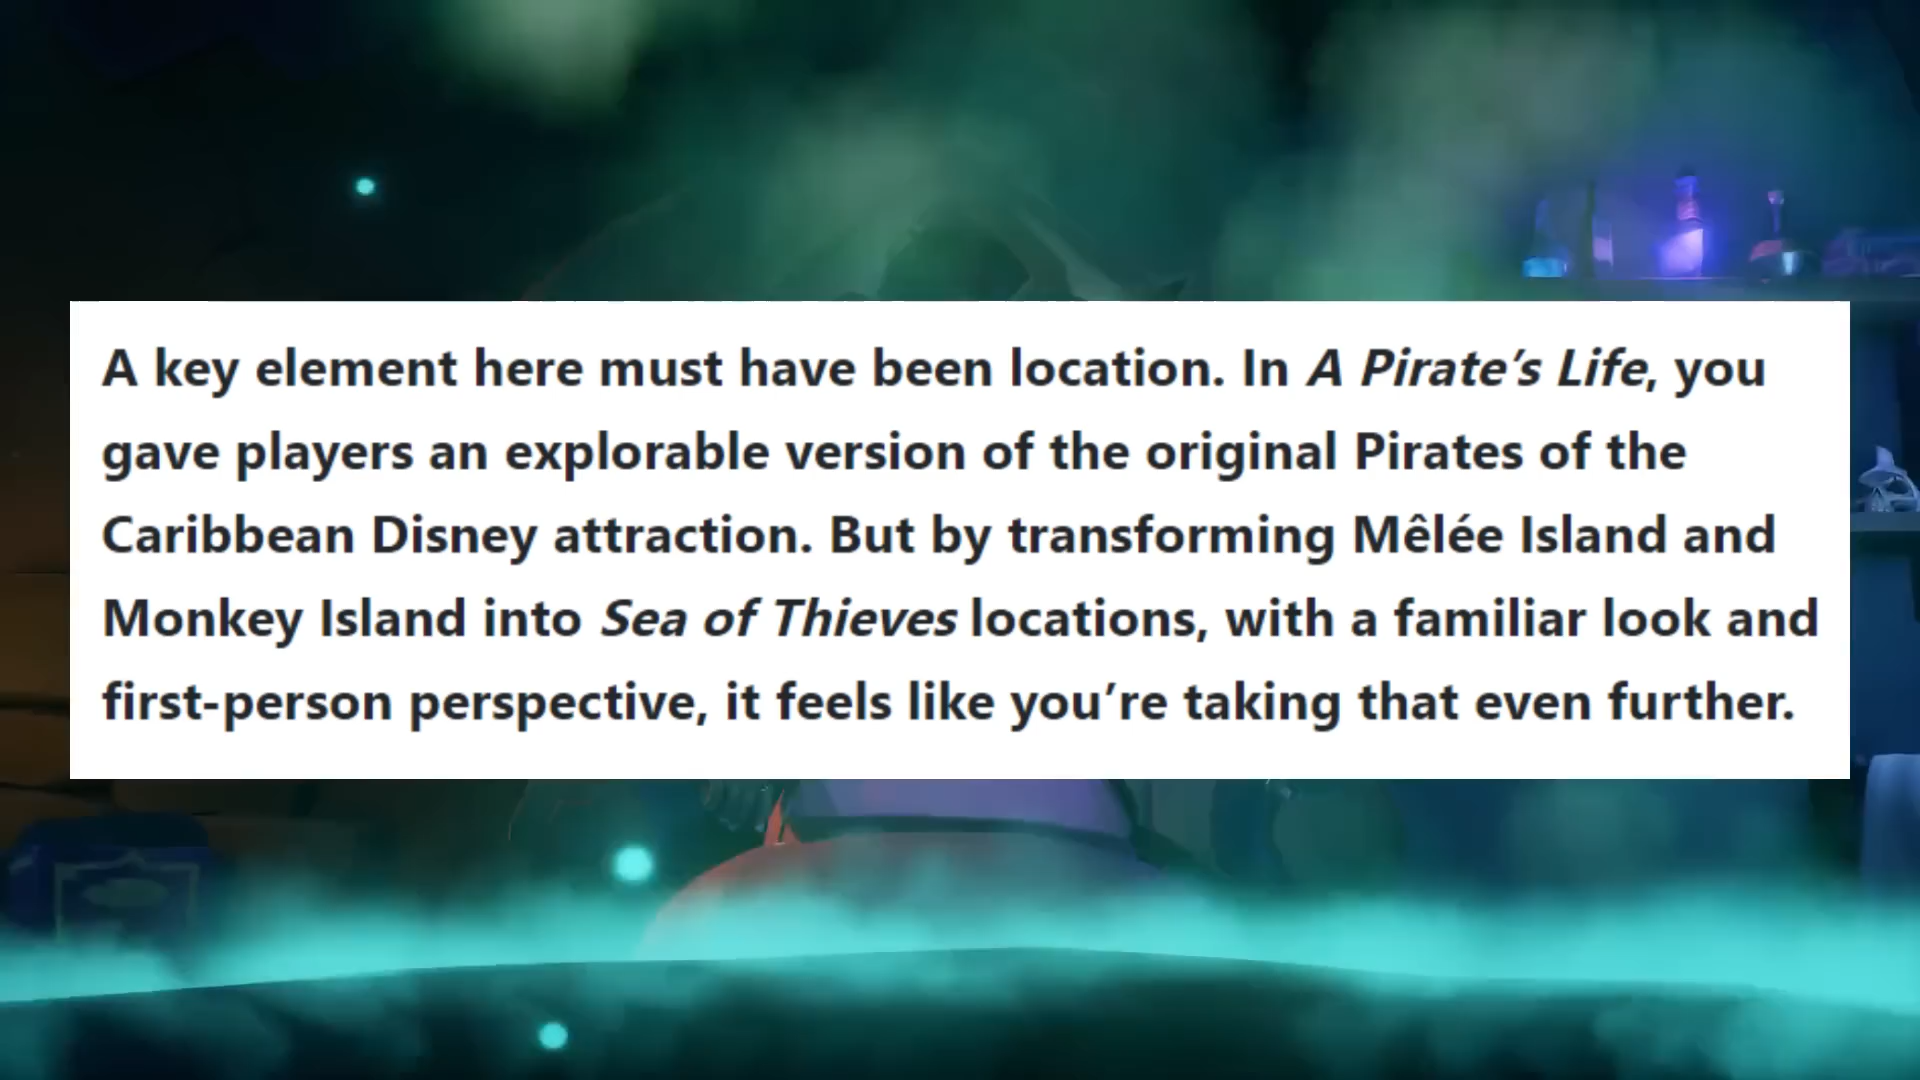 A key element here must have been location. In A Pirate’s Life, you
gave players an explorable version of the original Pirates of the
Caribbean Disney attraction. But by transforming Mêlée Island and
Monkey Island into Sea of Thieves locations, with a familiar look and
first-person perspective, it feels like you’re taking that even further.